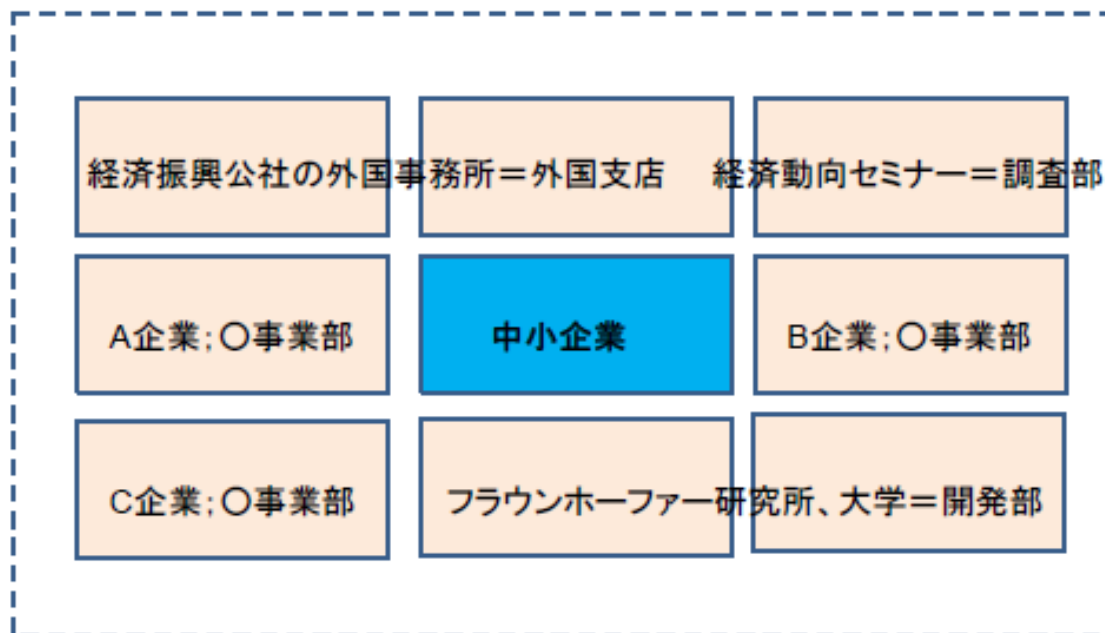 経済振興公社の外国事務所＝外国支店
経済動向セミナー＝調査部
A企業;〇事業部
中小企業
B企業;〇事業部
C企業;〇事業部
フラウンホーファー研究所、大学＝開発部